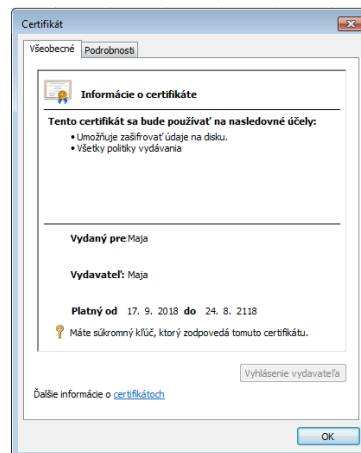 Certifikát
Všeobecné Podrobnosti
Informácie o certifikáte
Tento certifikát sa bude používať na nasledovné účely:
• Umožňuje zašifrovať údaje na disku.
• Všetky politiky vydávania
Vydaný pre: Maja
Vydavateľ: Maja
Platný od 17. 9. 2018 do 24. 8. 2118
Máte súkromný kľúč, ktorý zodpovedá tomuto certifikátu.
Vyhlásenie vydavateľa
Ďalšie informácie o certifikátoch
OK